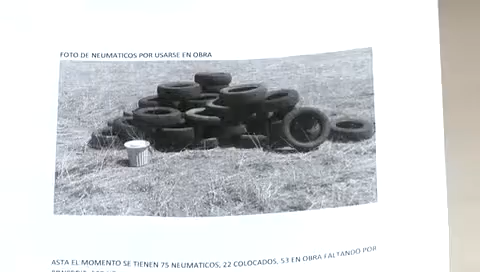 FOTO DE NEUMATICOS POR USARSE EN OBRA
ASTA EL MOMENTO SE TIENEN 75 NEUMATICOS, 22 COLOCADOS, 53 EN OBRA FALTANDO POR